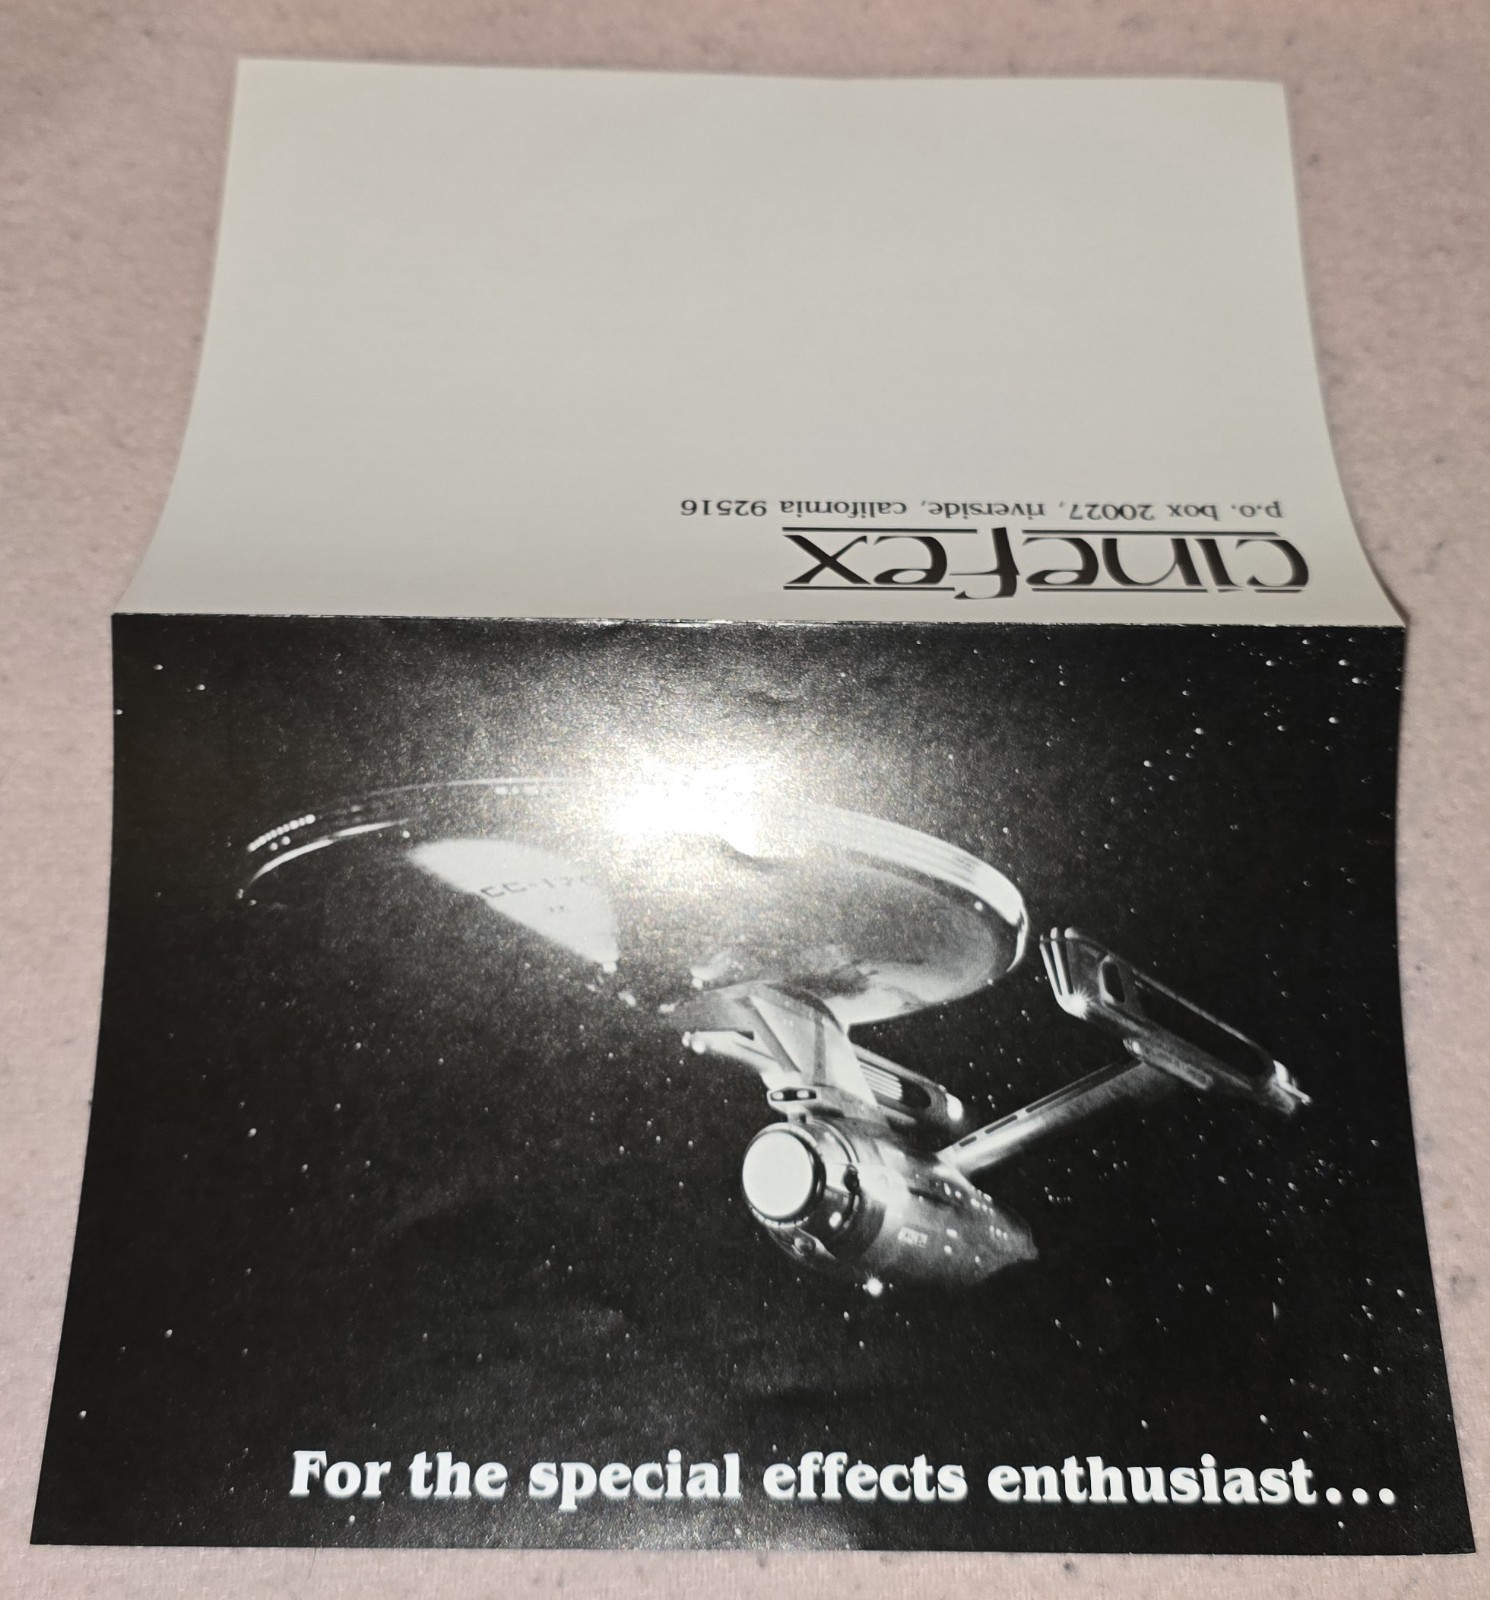 cinefex
p.o. box 20027, riverside, california 92516
For the special effects enthusiast...